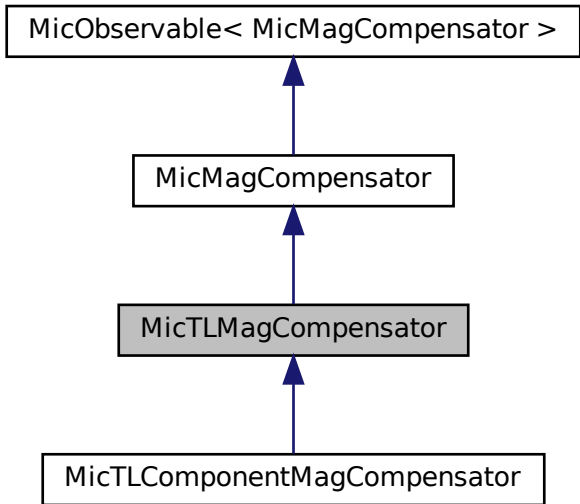 MicObservable< MicMagCompensator >
MicMagCompensator
MicTLMagCompensator
MicTLComponentMagCompensator